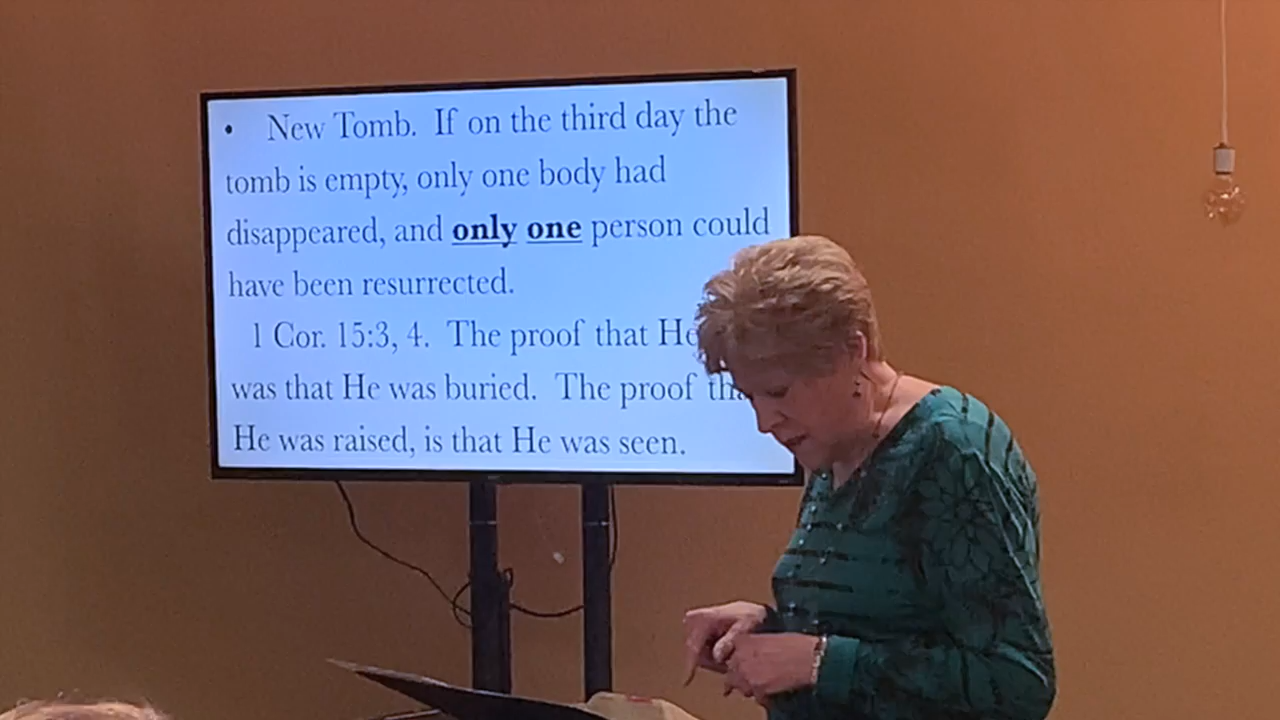 • New Tomb. If on the third day the
tomb is empty, only one body had
disappeared, and only one person could
have been resurrected.
1 Cor. 15:3, 4. The proof that He
was that He was buried. The proof
He was raised, is that He was seen.